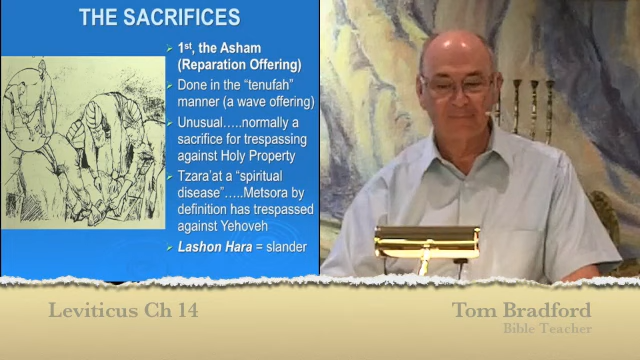 THE SACRIFICES
1st, the Asham
(Reparation Offering)
Done in the “tenufah”
manner (a wave offering)
Unusual…..normally a
sacrifice for trespassing
against Holy Property
Tzara’at a “spiritual
disease”…..Metsora by
definition has trespassed
against Yehoveh
Lashon Hara = slander
Leviticus Ch 14
Tom Bradford
Bible Teacher